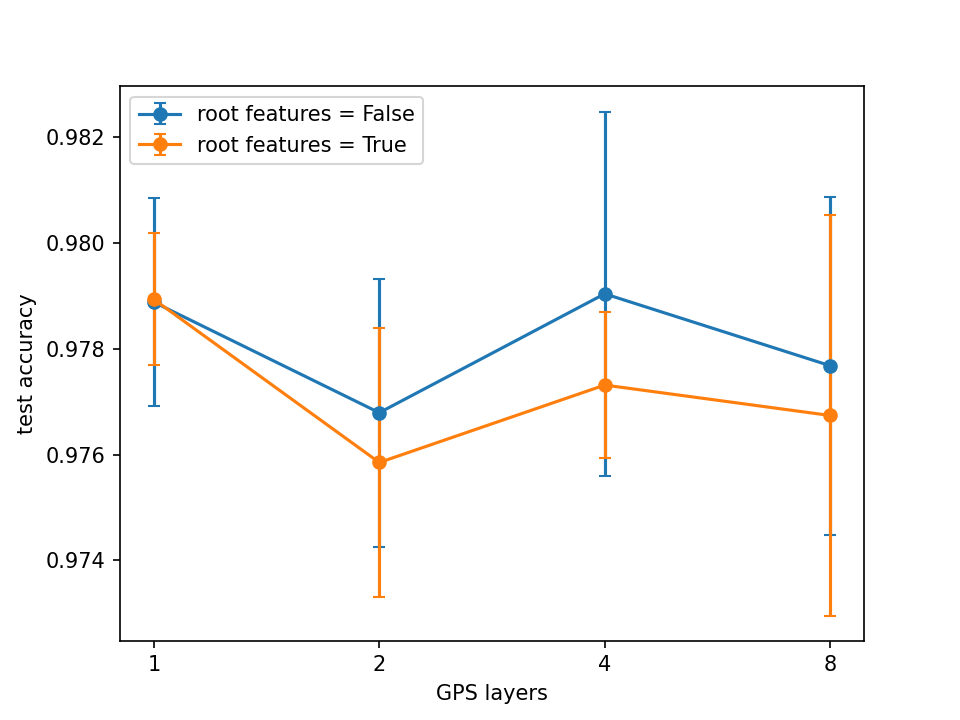 root features = False
root features = True
0.982
0.980
0.978
0.976
0.974
test accuracy
1 2 4 8
GPS layers